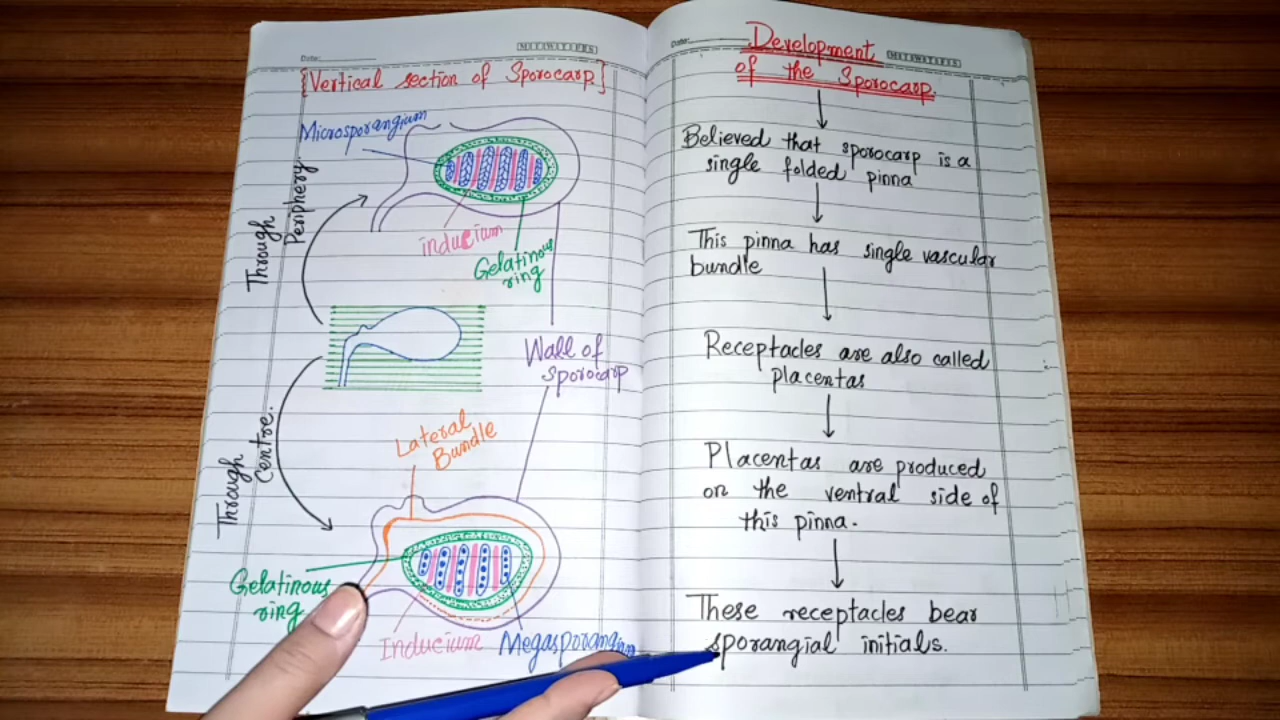 Date:
M T W T F S S
[Vertical section of Sporocarp.]
Microsporangium
Through
Periphery.
inducium
Gelatinous
ring
Wall of
Sporocarp
Lateral
Bundle
Through
Centre.
Gelatinous
ring
Inducium
Megasporangium
Date:
M T W T F S S
Development
of the Sporocarp.
Believed that sporocarp is a
single folded pinna
This pinna has single vascular
bundle
Receptacles are also called
placentas
Placentas are produced
on the ventral side of
this pinna.
These receptacles bear
sporangial initials.